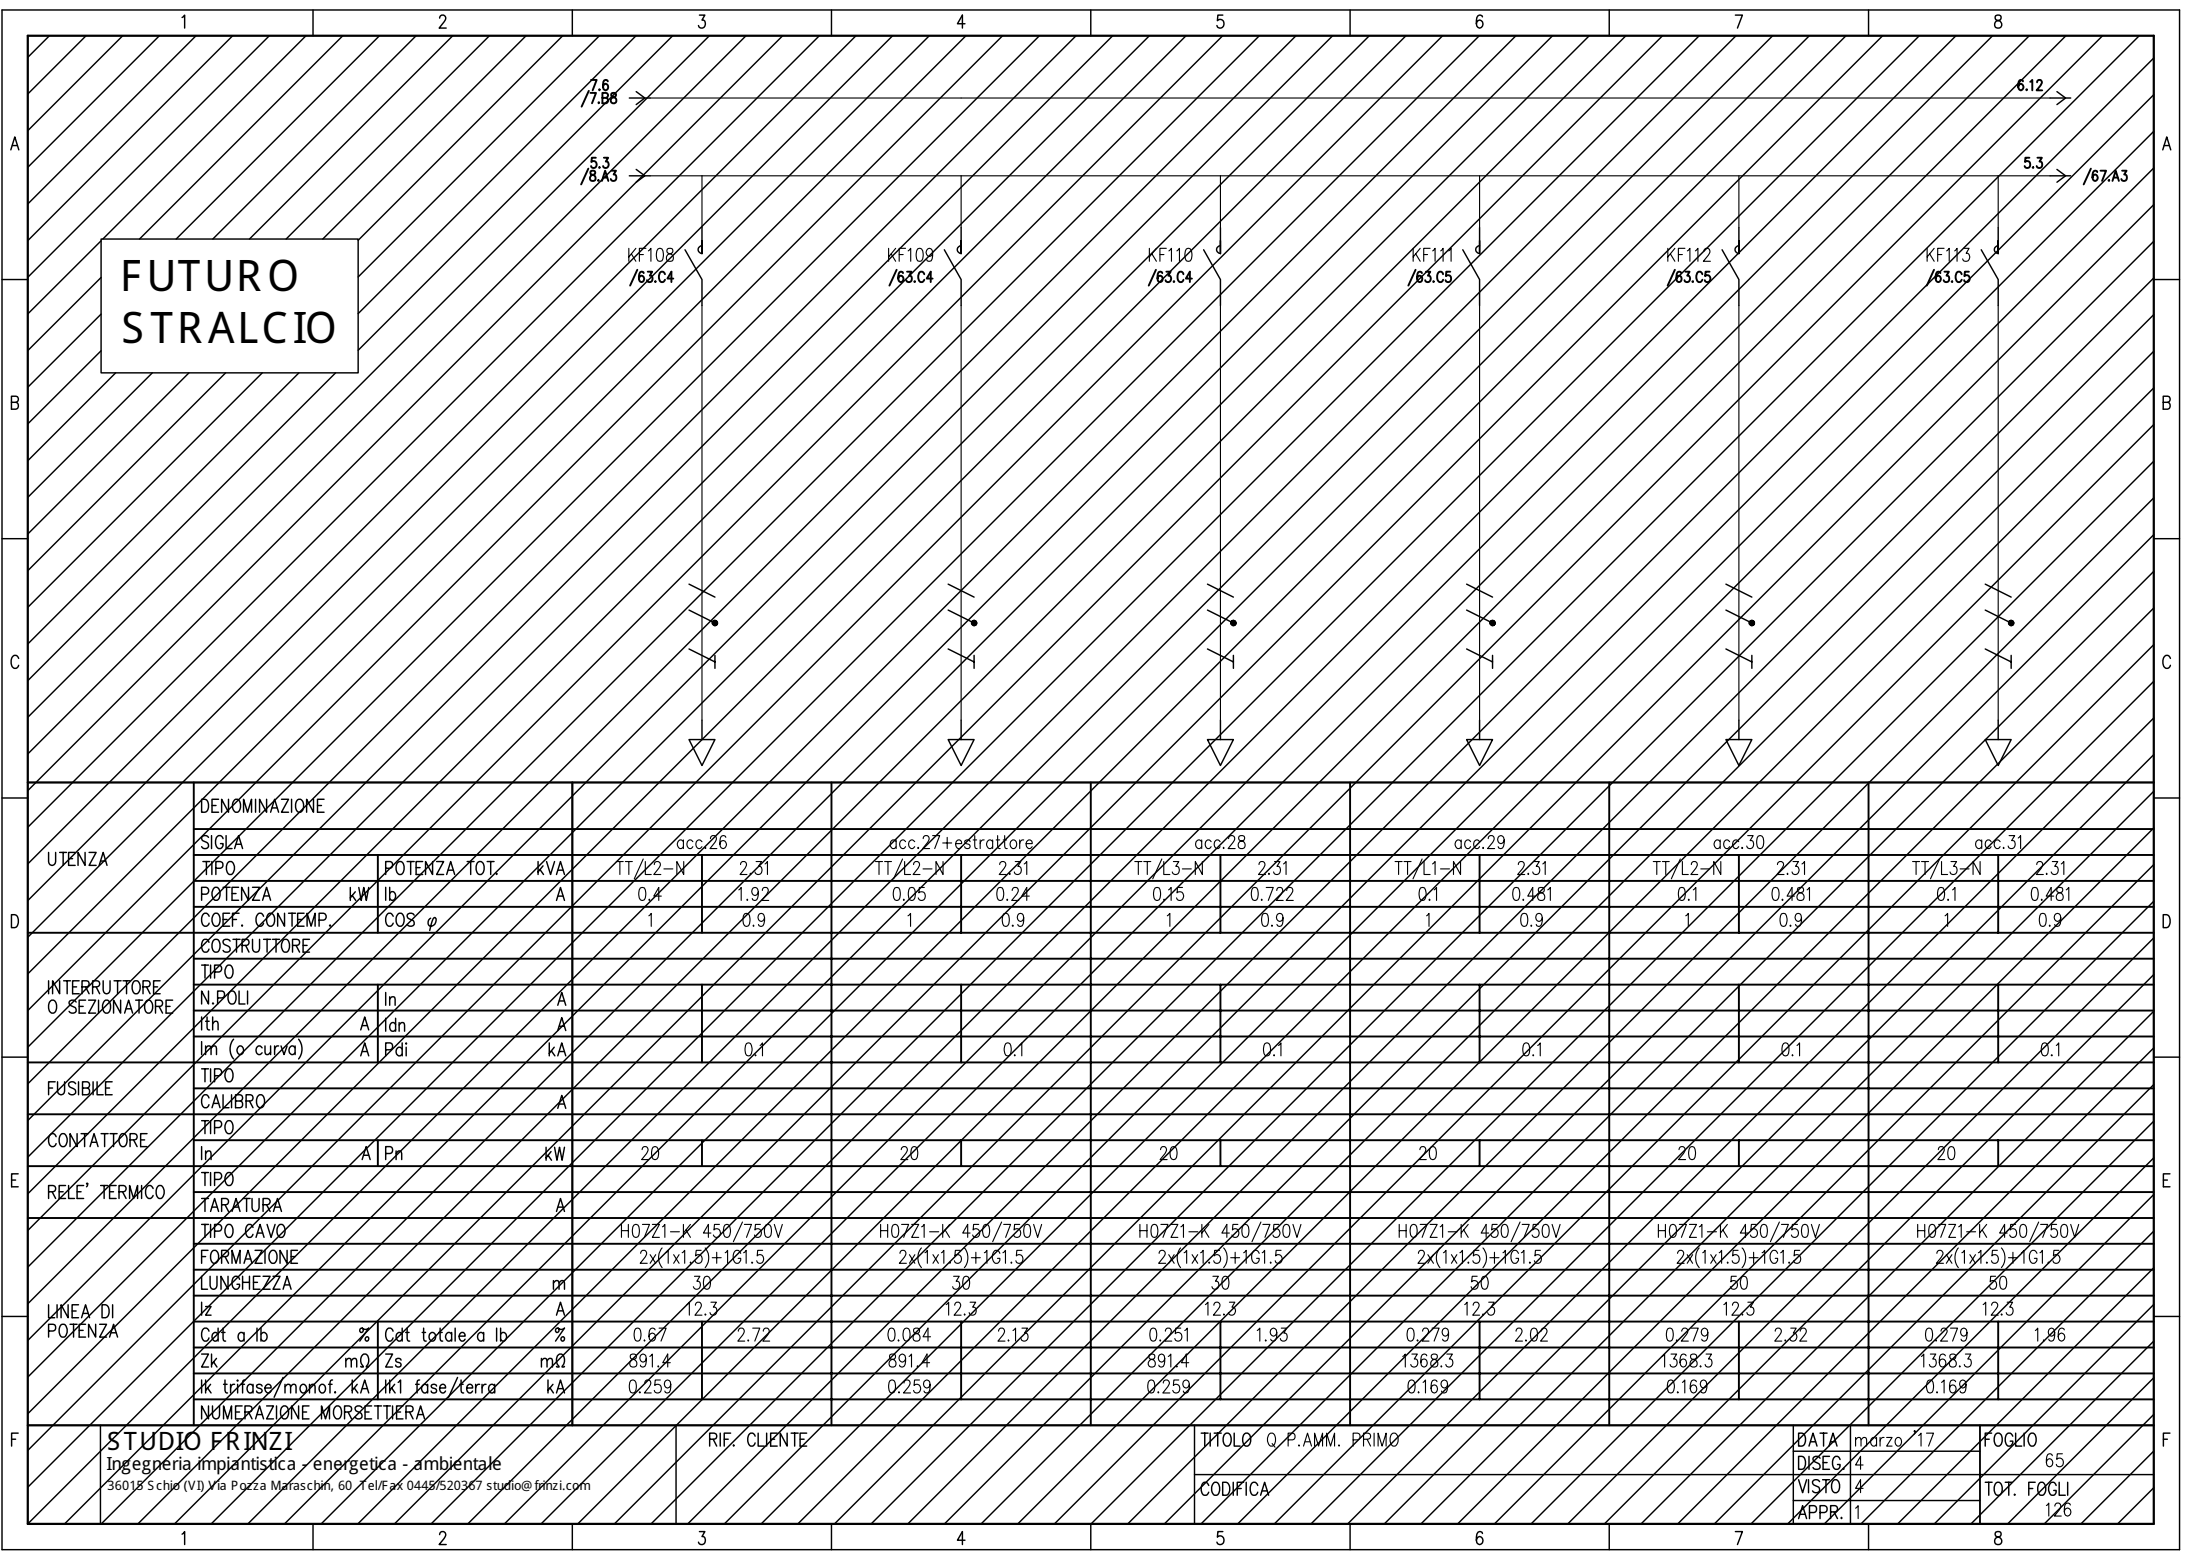 1 2 3 4 5 6 7 8
7.6
/7.B8 6.12
A A
5.3 5.3
/8.A3 /67.A3
KF108 KF109 KF110 KF111 KF112 KF113
/63.C4 /63.C4 /63.C4 /63.C5 /63.C5 /63.C5
FUTURO
STRALCIO
B B
C C
UTENZA
DENOMINAZIONE
SIGLA acc.26 acc.27+estrattore acc.28 acc.29 acc.30 acc.31
TIPO POTENZA TOT. kVA TT/L2-N 2.31 TT/L2-N 2.31 TT/L3-N 2.31 TT/L1-N 2.31 TT/L2-N 2.31 TT/L3-N 2.31
POTENZA kW Ib A 0.4 1.92 0.05 0.24 0.15 0.722 0.1 0.481 0.1 0.481 0.1 0.481
D D
COEF. CONTEMP. COS φ 1 0.9 1 0.9 1 0.9 1 0.9 1 0.9 1 0.9
INTERRUTTORE
O SEZIONATORE
COSTRUTTORE
TIPO
N.POLI In A
Ith A Idn A
Im (o curva) A Pdi kA 0.1 0.1 0.1 0.1 0.1 0.1
FUSIBILE
TIPO
CALIBRO A
CONTATTORE
TIPO
In A Pn kW 20 20 20 20 20 20
E E
RELE' TERMICO
TIPO
TARATURA A
LINEA DI
POTENZA
TIPO CAVO H07Z1-K 450/750V H07Z1-K 450/750V H07Z1-K 450/750V H07Z1-K 450/750V H07Z1-K 450/750V H07Z1-K 450/750V
FORMAZIONE 2x(1x1.5)+1G1.5 2x(1x1.5)+1G1.5 2x(1x1.5)+1G1.5 2x(1x1.5)+1G1.5 2x(1x1.5)+1G1.5 2x(1x1.5)+1G1.5
LUNGHEZZA m 30 30 30 50 50 50
Iz A 12.3 12.3 12.3 12.3 12.3 12.3
Cdt a Ib % Cdt totale a Ib % 0.67 2.72 0.084 2.13 0.251 1.93 0.279 2.02 0.279 2.32 0.279 1.96
Zk mΩ Zs mΩ 891.4 891.4 891.4 1368.3 1368.3 1368.3
Ik trifase/monof. kA Ik1 fase/terra kA 0.259 0.259 0.259 0.169 0.169 0.169
NUMERAZIONE MORSETTIERA
F F
STUDIO FRINZI
Ingegneria impiantistica - energetica - ambientale
36015 Schio (VI) Via Pozza Maraschin, 60 Tel/Fax 0445/520367 studio@frinzi.com
RIF. CLIENTE
TITOLO Q P.AMM. PRIMO
CODIFICA
DATA marzo '17
DISEG. 4
VISTO 4
APPR. 1
FOGLIO
65
TOT. FOGLI
126
1 2 3 4 5 6 7 8